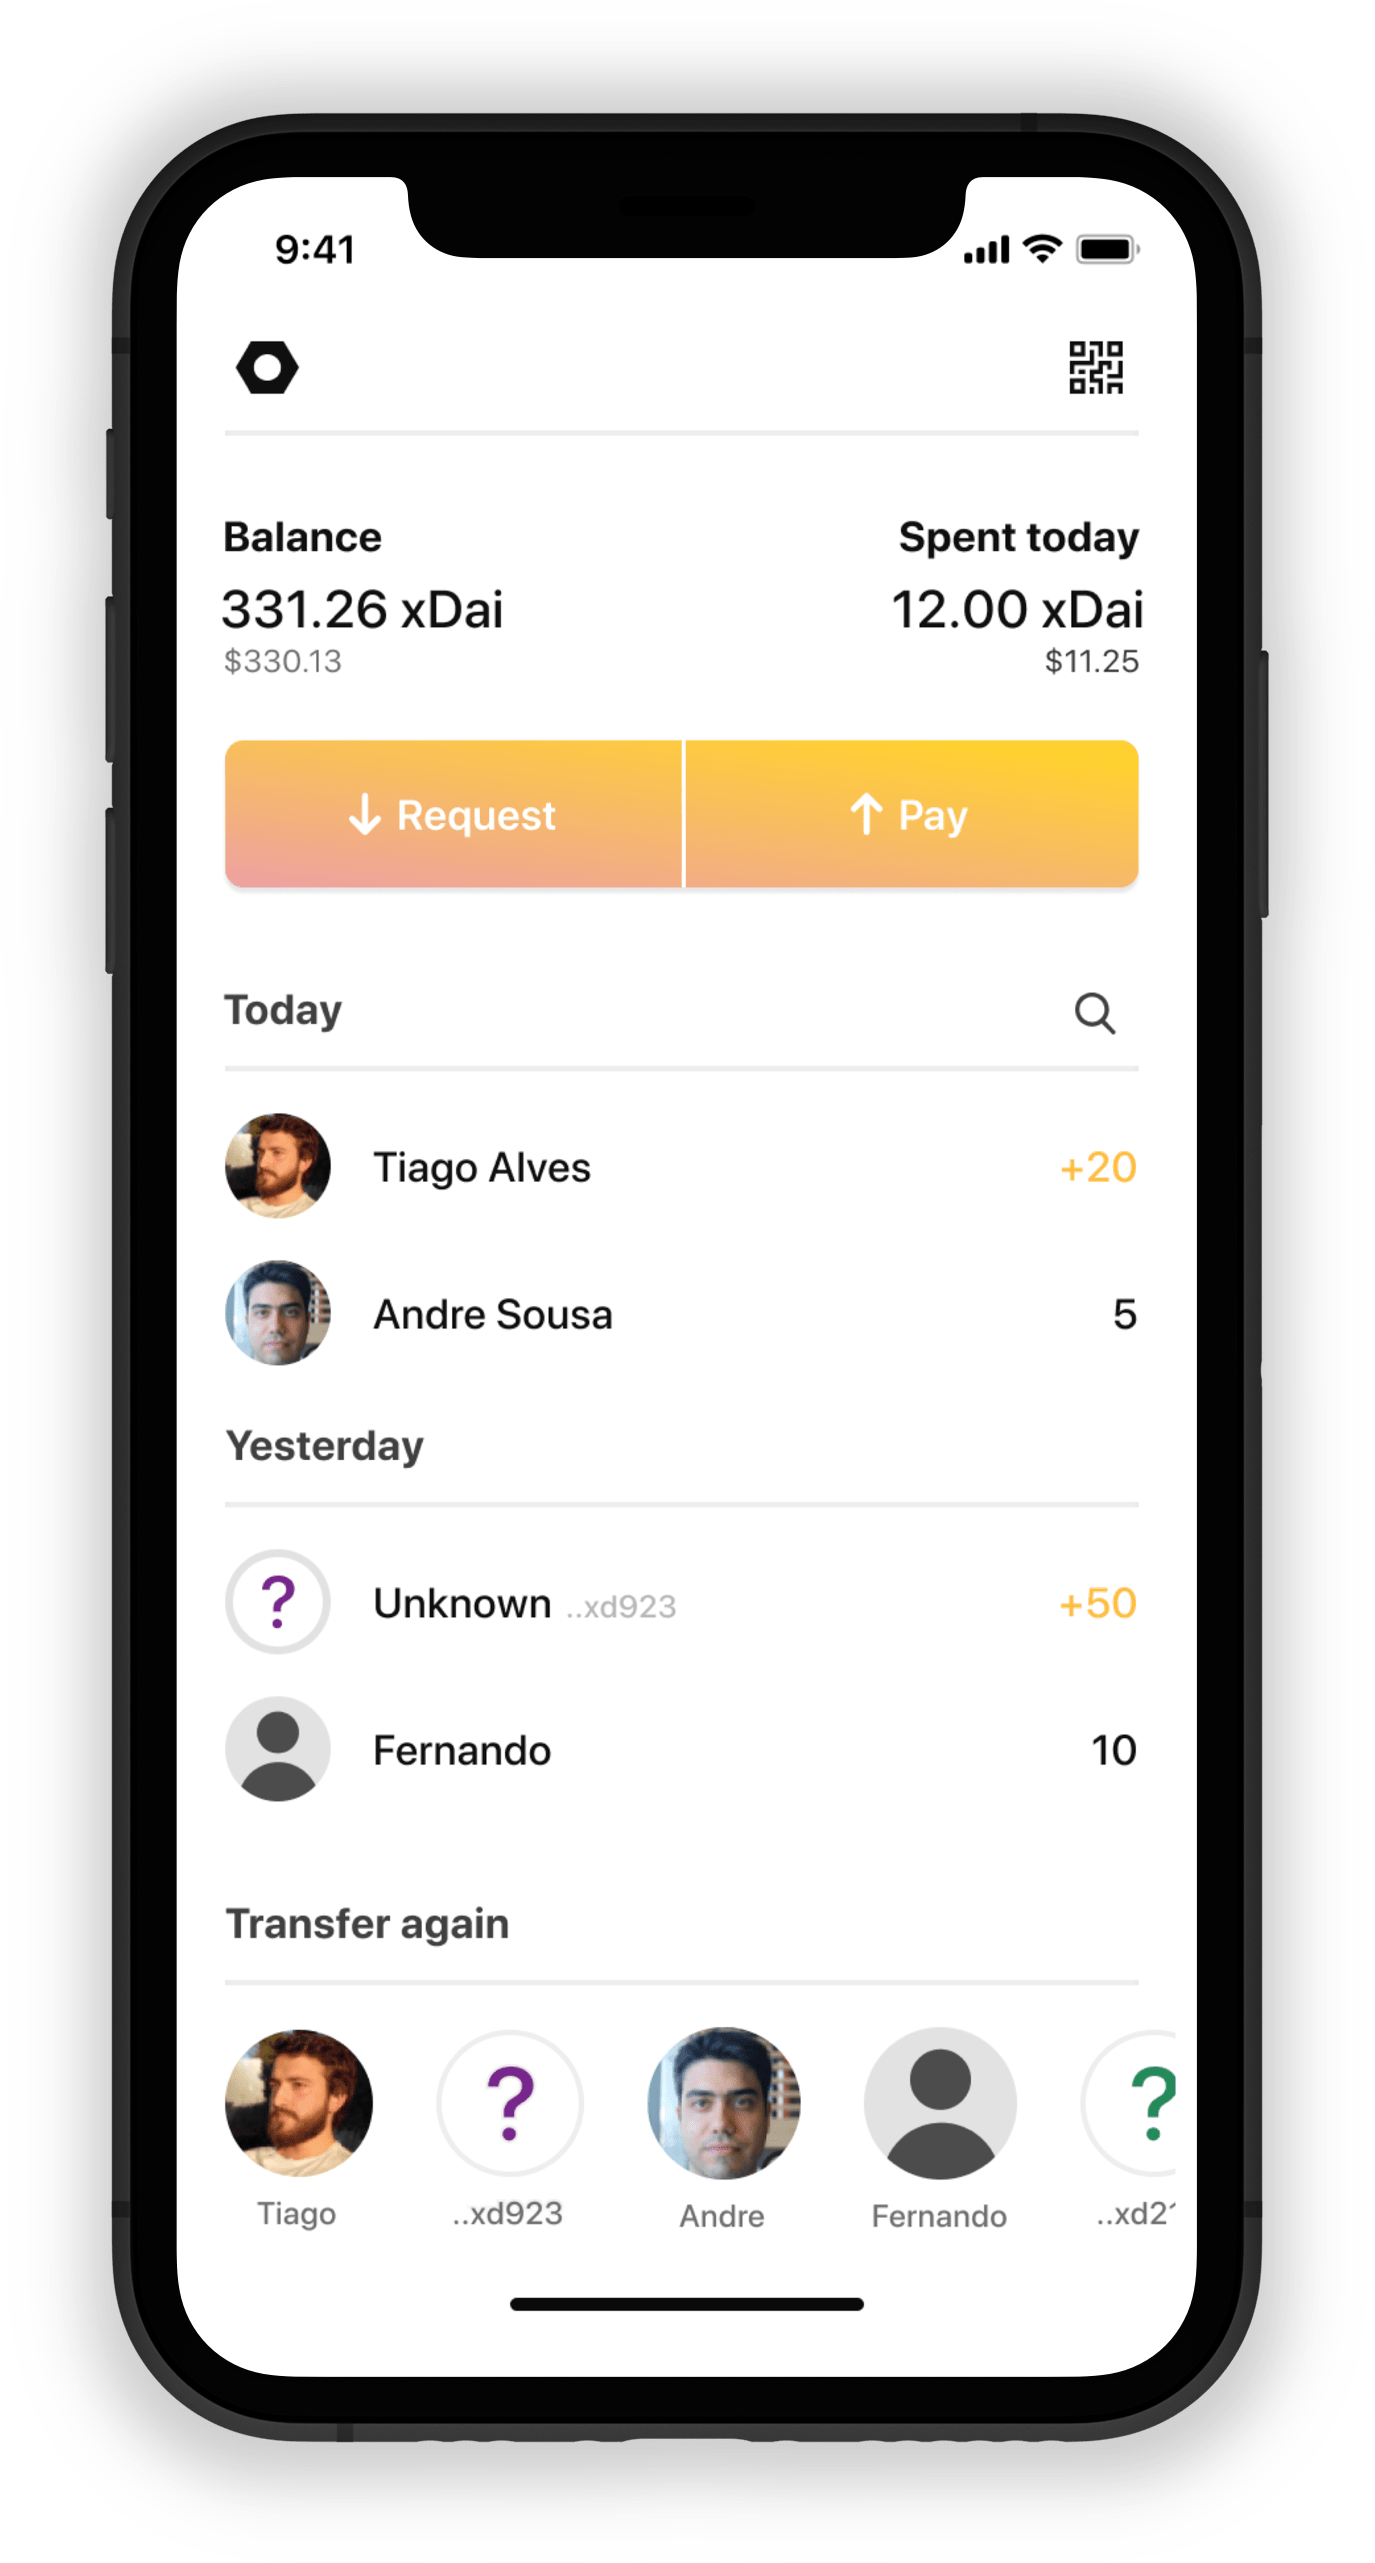 9:41
Balance
Spent today
331.26 xDai
12.00 xDai
$330.13
$11.25
↓ Request
↑ Pay
Today
Tiago Alves
+20
Andre Sousa
5
Yesterday
?
Unknown ..xd923
+50
Fernando
10
Transfer again
? ?
Tiago
..xd923
Andre
Fernando
..xd2